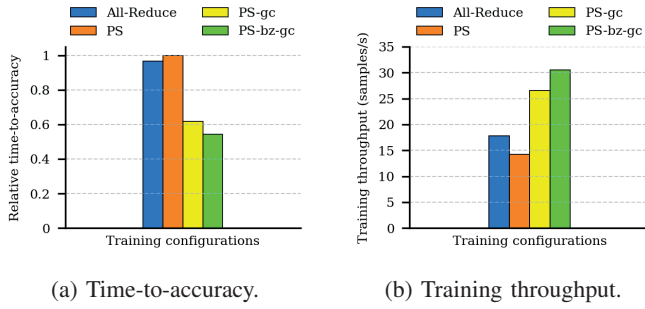 All-Reduce PS-gc
PS PS-bz-gc
Relative time-to-accuracy
1
0.8
0.6
0.4
0.2
0
Training configurations
(a) Time-to-accuracy.
All-Reduce PS-gc
PS PS-bz-gc
Training throughput (samples/s)
35
30
25
20
15
10
5
0
Training configurations
(b) Training throughput.